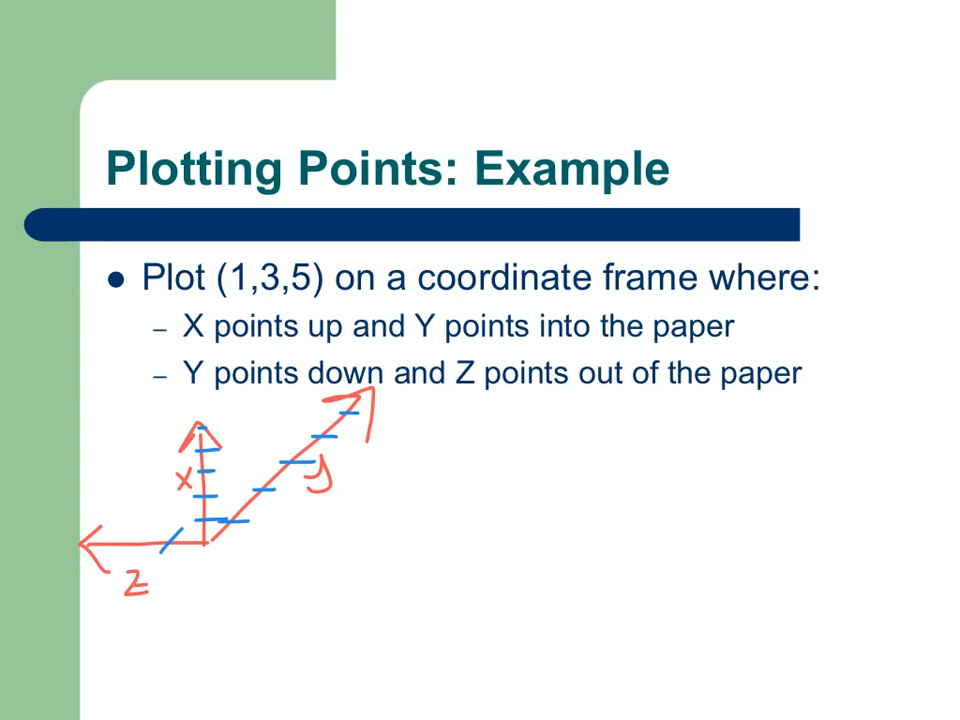 Plotting Points: Example
● Plot (1,3,5) on a coordinate frame where:
– X points up and Y points into the paper
– Y points down and Z points out of the paper
x
y
z